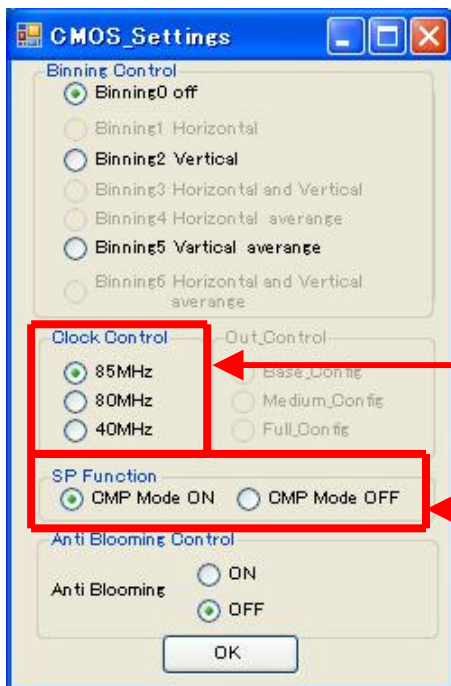 CMOS_Settings
Binning Control
Binning0 off
Binning1 Horizontal
Binning2 Vertical
Binning3 Horizontal and Vertical
Binning4 Horizontal averange
Binning5 Vartical averange
Binning6 Horizontal and Vertical
averange
Clock Control
85MHz
80MHz
40MHz
Out_Control
Base_Config
Medium_Config
Full_Config
SP Function
CMP Mode ON CMP Mode OFF
Anti Blooming Control
Anti Blooming
ON
OFF
OK